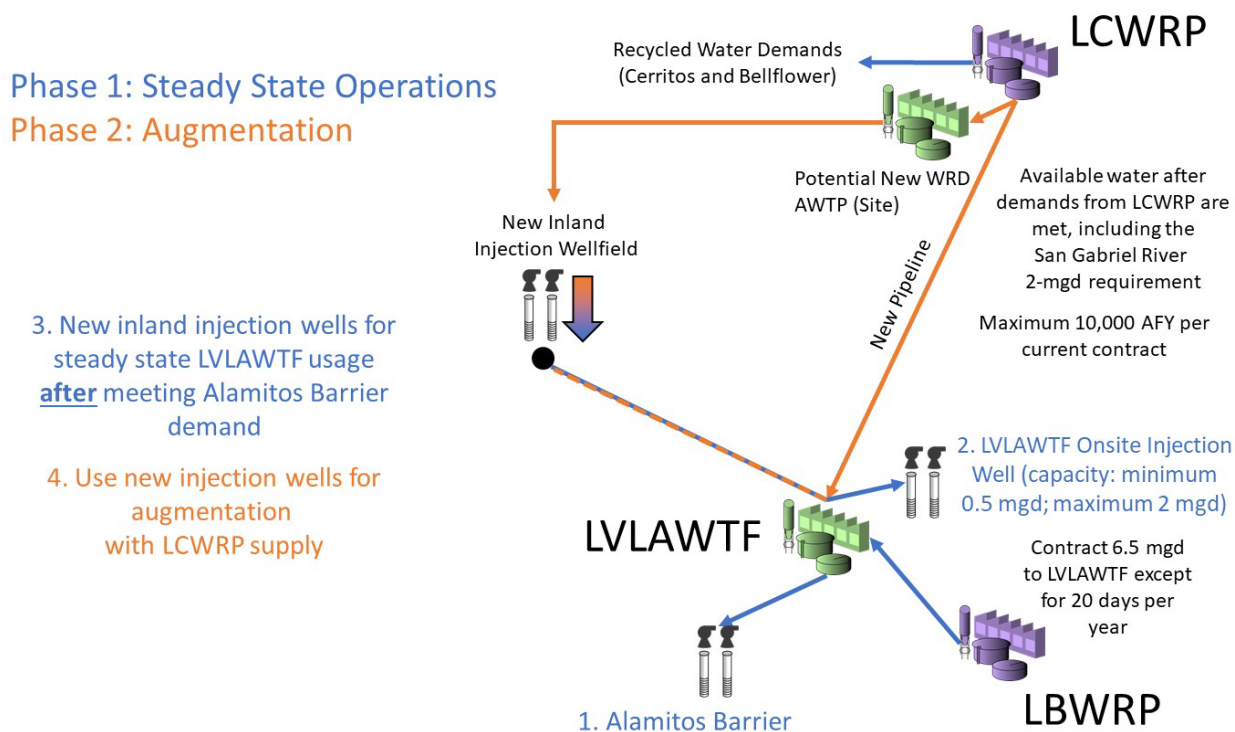 LCWRP
Recycled Water Demands
(Cerritos and Bellflower)
Phase 1: Steady State Operations
Phase 2: Augmentation
Potential New WRD
AWTP (Site)
Available water after
demands from LCWRP are
met, including the
San Gabriel River
2-mgd requirement
Maximum 10,000 AFY per
current contract
New Inland
Injection Wellfield
New Pipeline
3. New inland injection wells for
steady state LVLAWTF usage
after meeting Alamitos Barrier
demand
4. Use new injection wells for
augmentation
with LCWRP supply
2. LVLAWTF Onsite Injection
Well (capacity: minimum
0.5 mgd; maximum 2 mgd)
LVLAWTF
Contract 6.5 mgd
to LVLAWTF except
for 20 days per
year
1. Alamitos Barrier
LBWRP